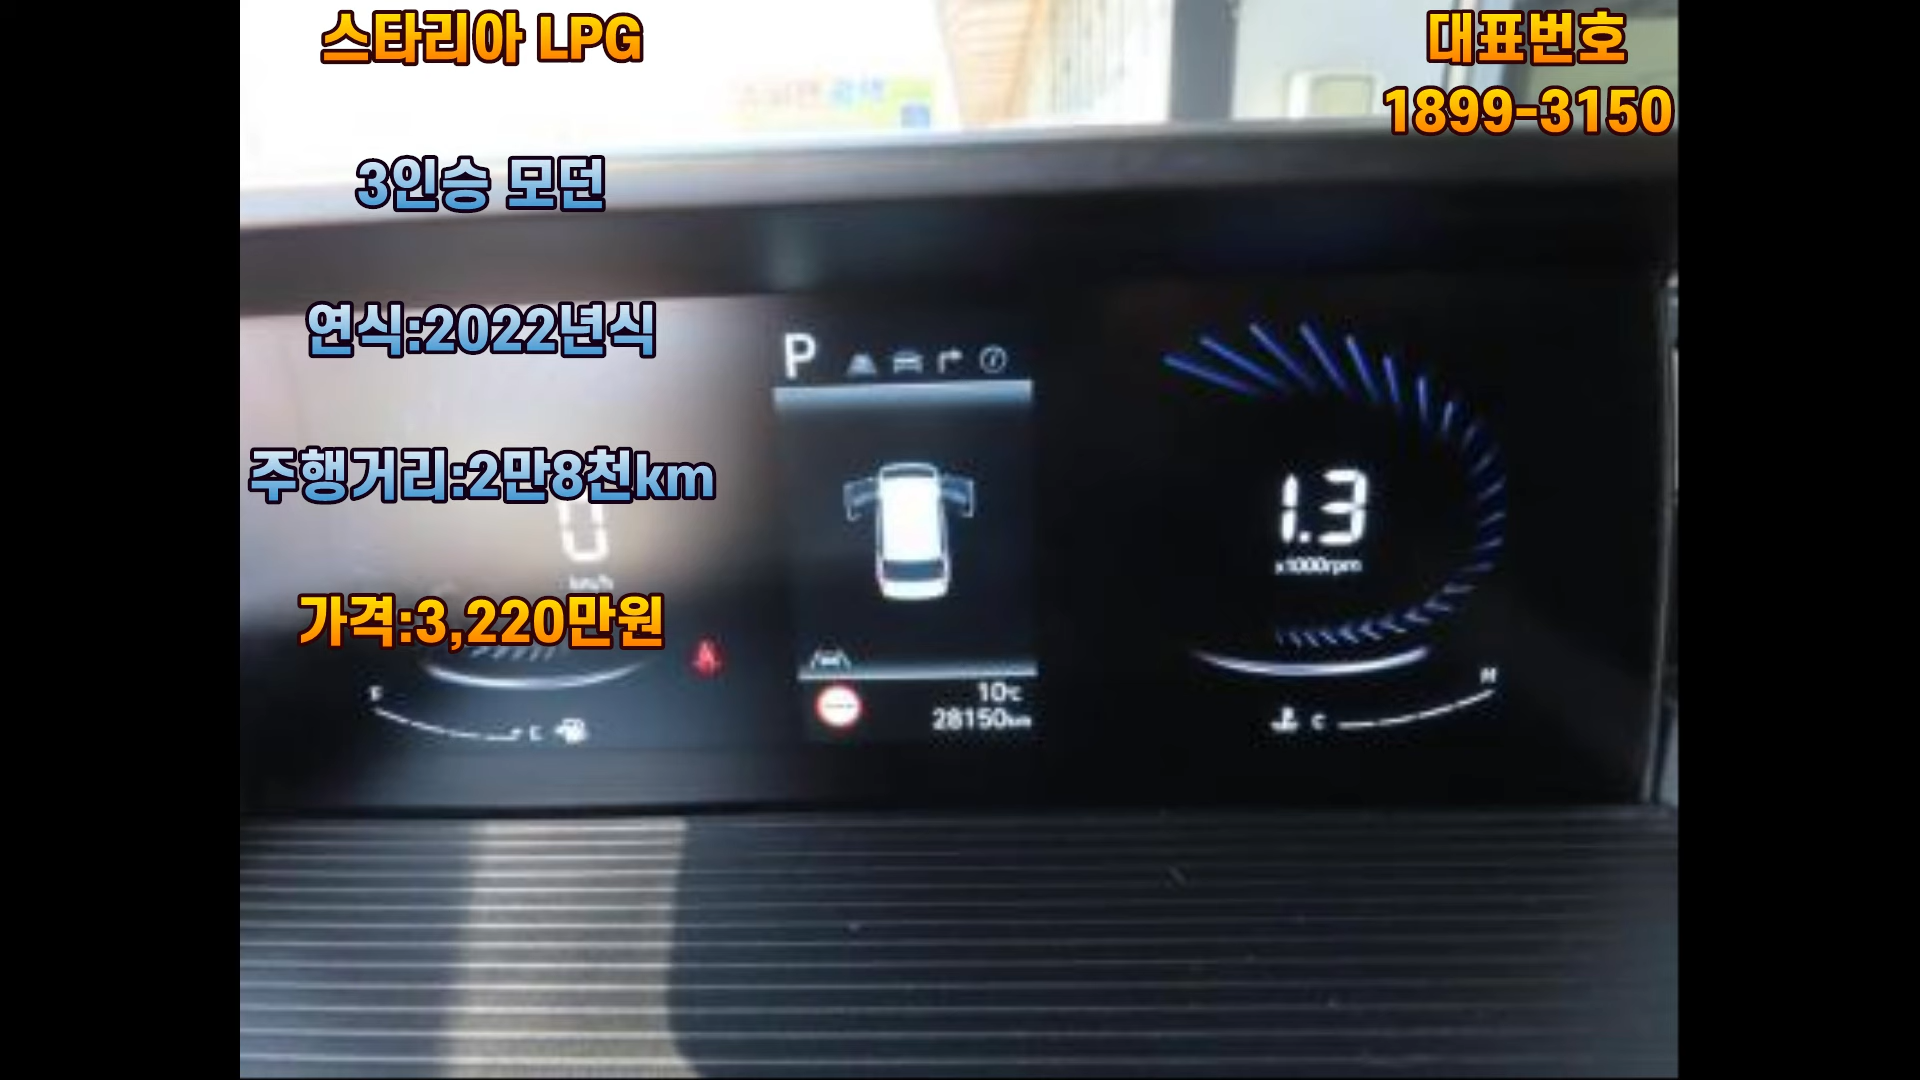 스타리아 LPG
대표번호
1899-3150
3인승 모던
연식:2022년식
주행거리:2만8천km
가격:3,220만원
P
0
km/h
1.3
x1000rpm
F
E
10℃
28150km
C
H